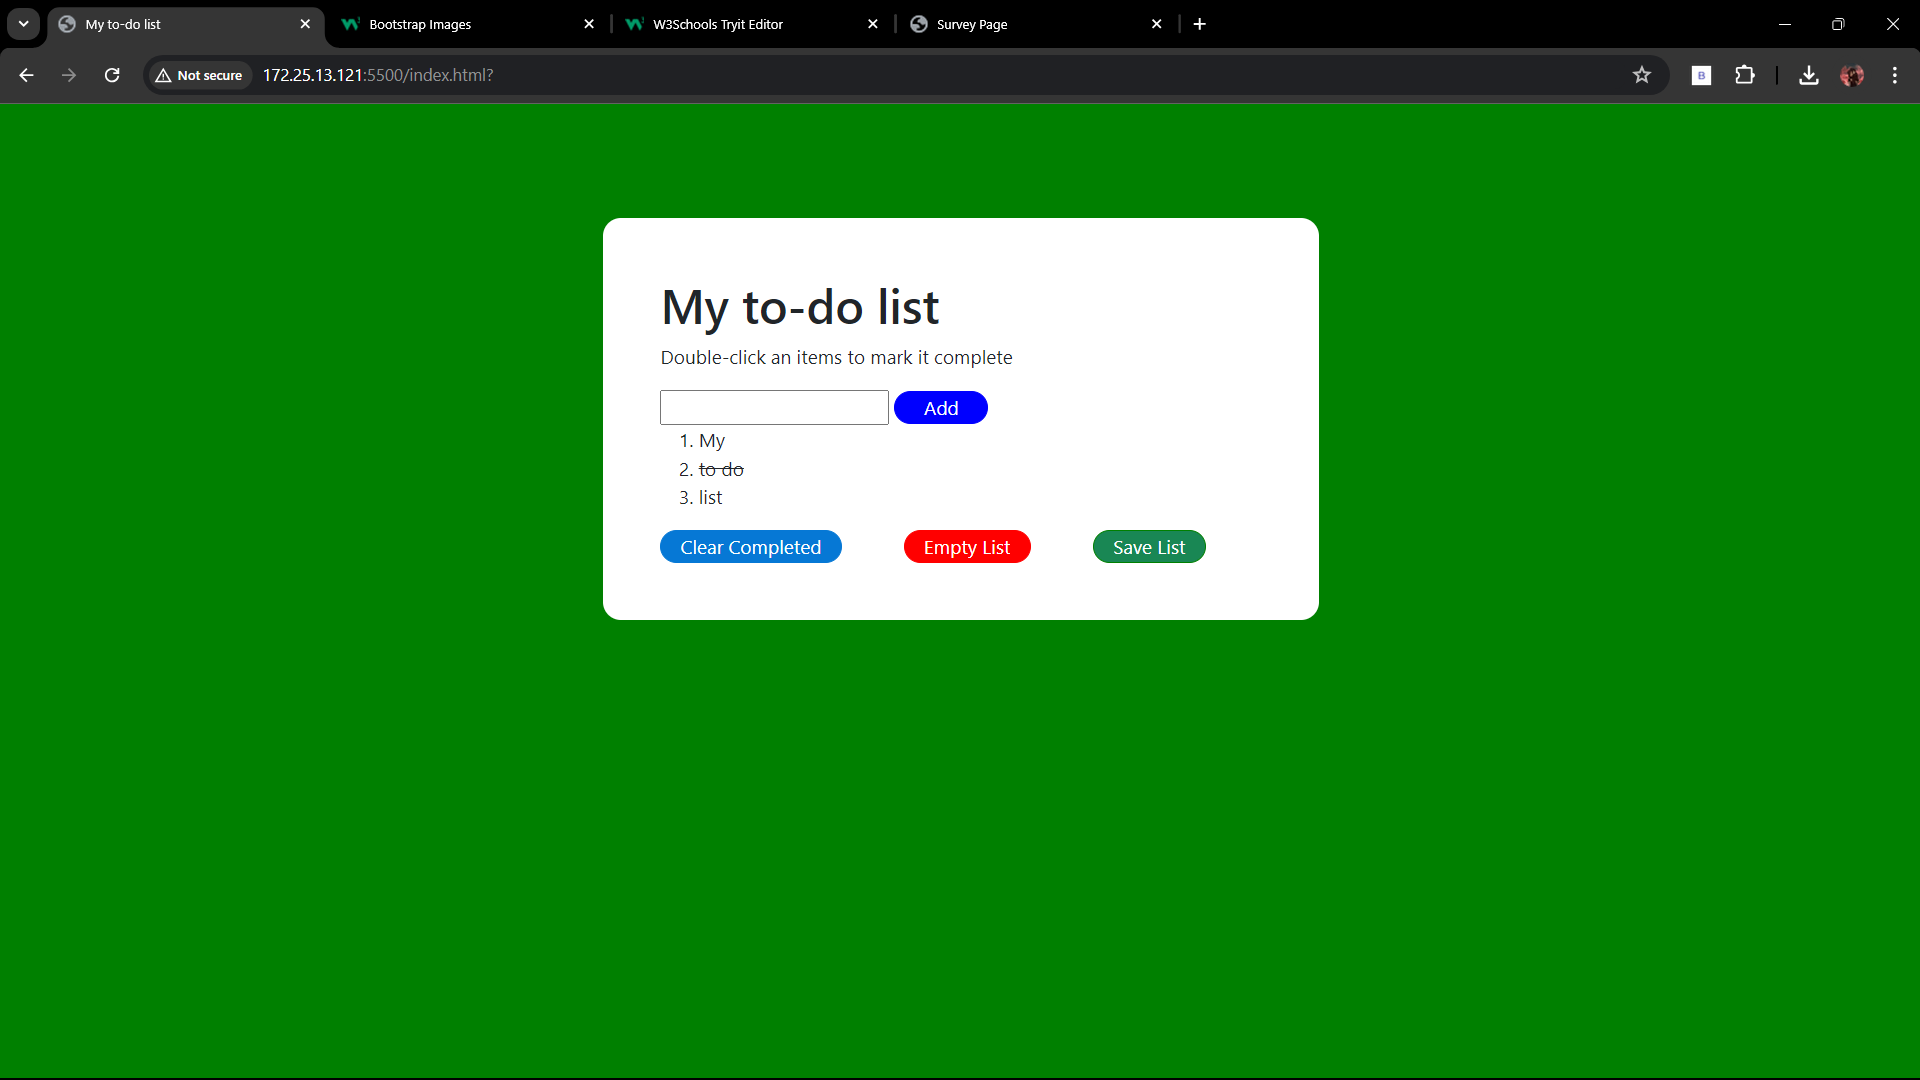 My to-do list
Bootstrap Images
W3Schools Tryit Editor
Survey Page
Not secure
172.25.13.121:5500/index.html?
B
My to-do list
Double-click an items to mark it complete
Add
1. My
2. to do
3. list
Clear Completed
Empty List
Save List